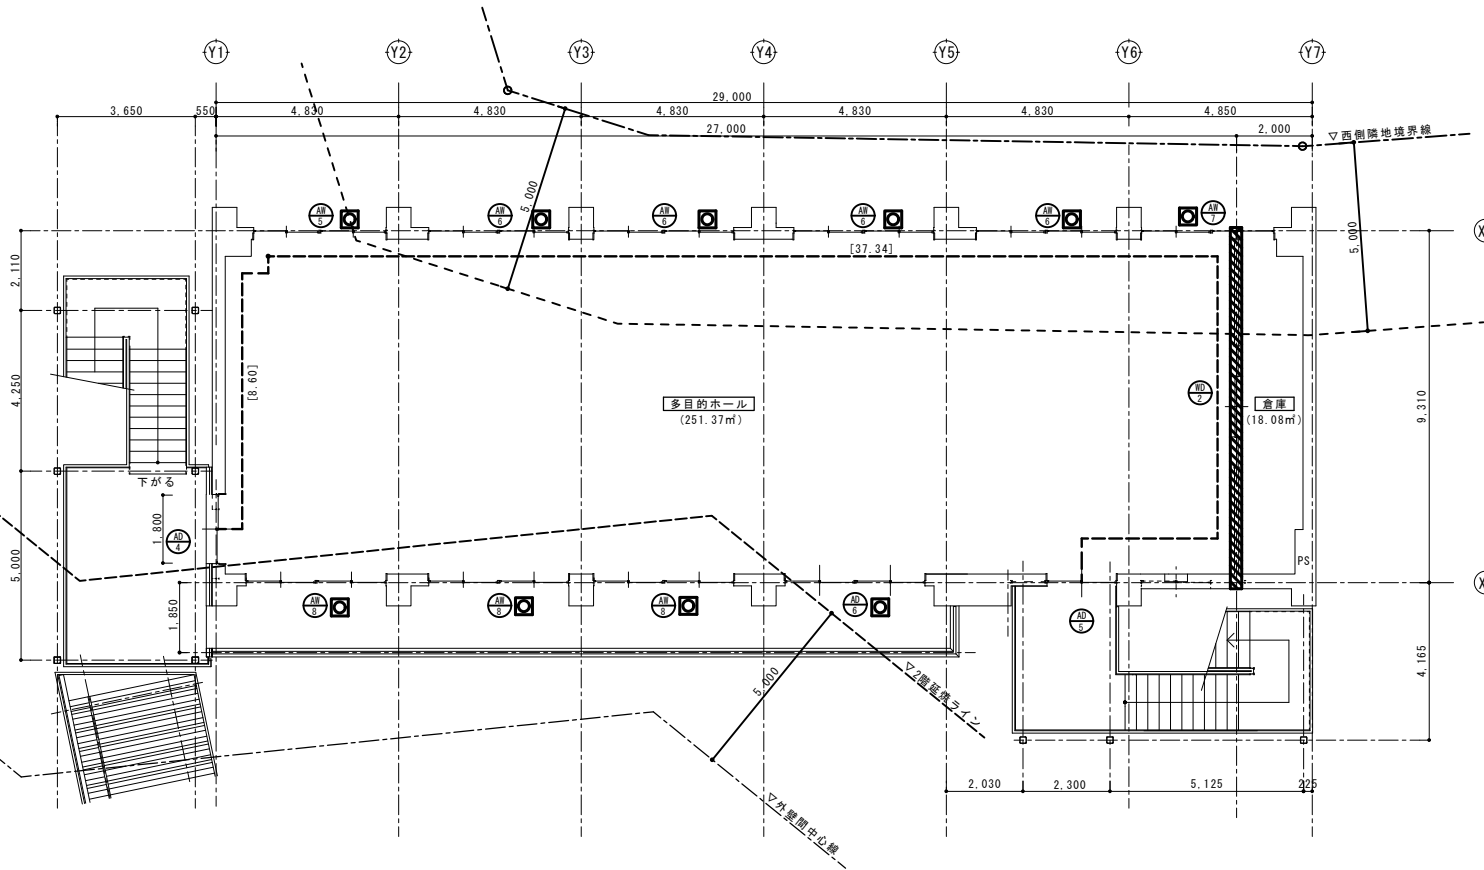 Y1
Y2
Y3
Y4
Y5
Y6
Y7
29,000
3,650
550
4,830
4,830
4,830
4,830
4,830
4,850
27,000
2,000
▽西側隣地境界線
5,000
5,000
AW
5
AW
6
AW
6
AW
6
AW
6
AW
7
X
[37.34]
2,110
4,250
5,000
[8.60]
多目的ホール
(251.37㎡)
WD
2
倉庫
(18.08㎡)
9,310
下がる
1,800
AD
4
PS
X
1,850
AW
8
AW
8
AW
8
AD
6
AD
5
5,000
▽2階延焼ライン
4,165
2,030
2,300
5,125
225
▽外壁間中心線